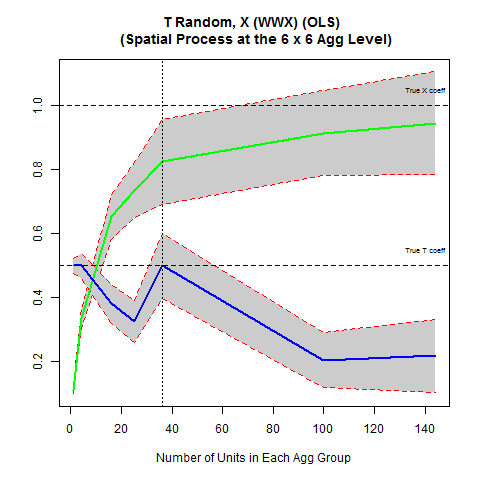 T Random, X (WWX) (OLS)
(Spatial Process at the 6 x 6 Agg Level)
True X coeff
True T coeff
1.0
0.8
0.6
0.4
0.2
0 20 40 60 80 100 120 140
Number of Units in Each Agg Group